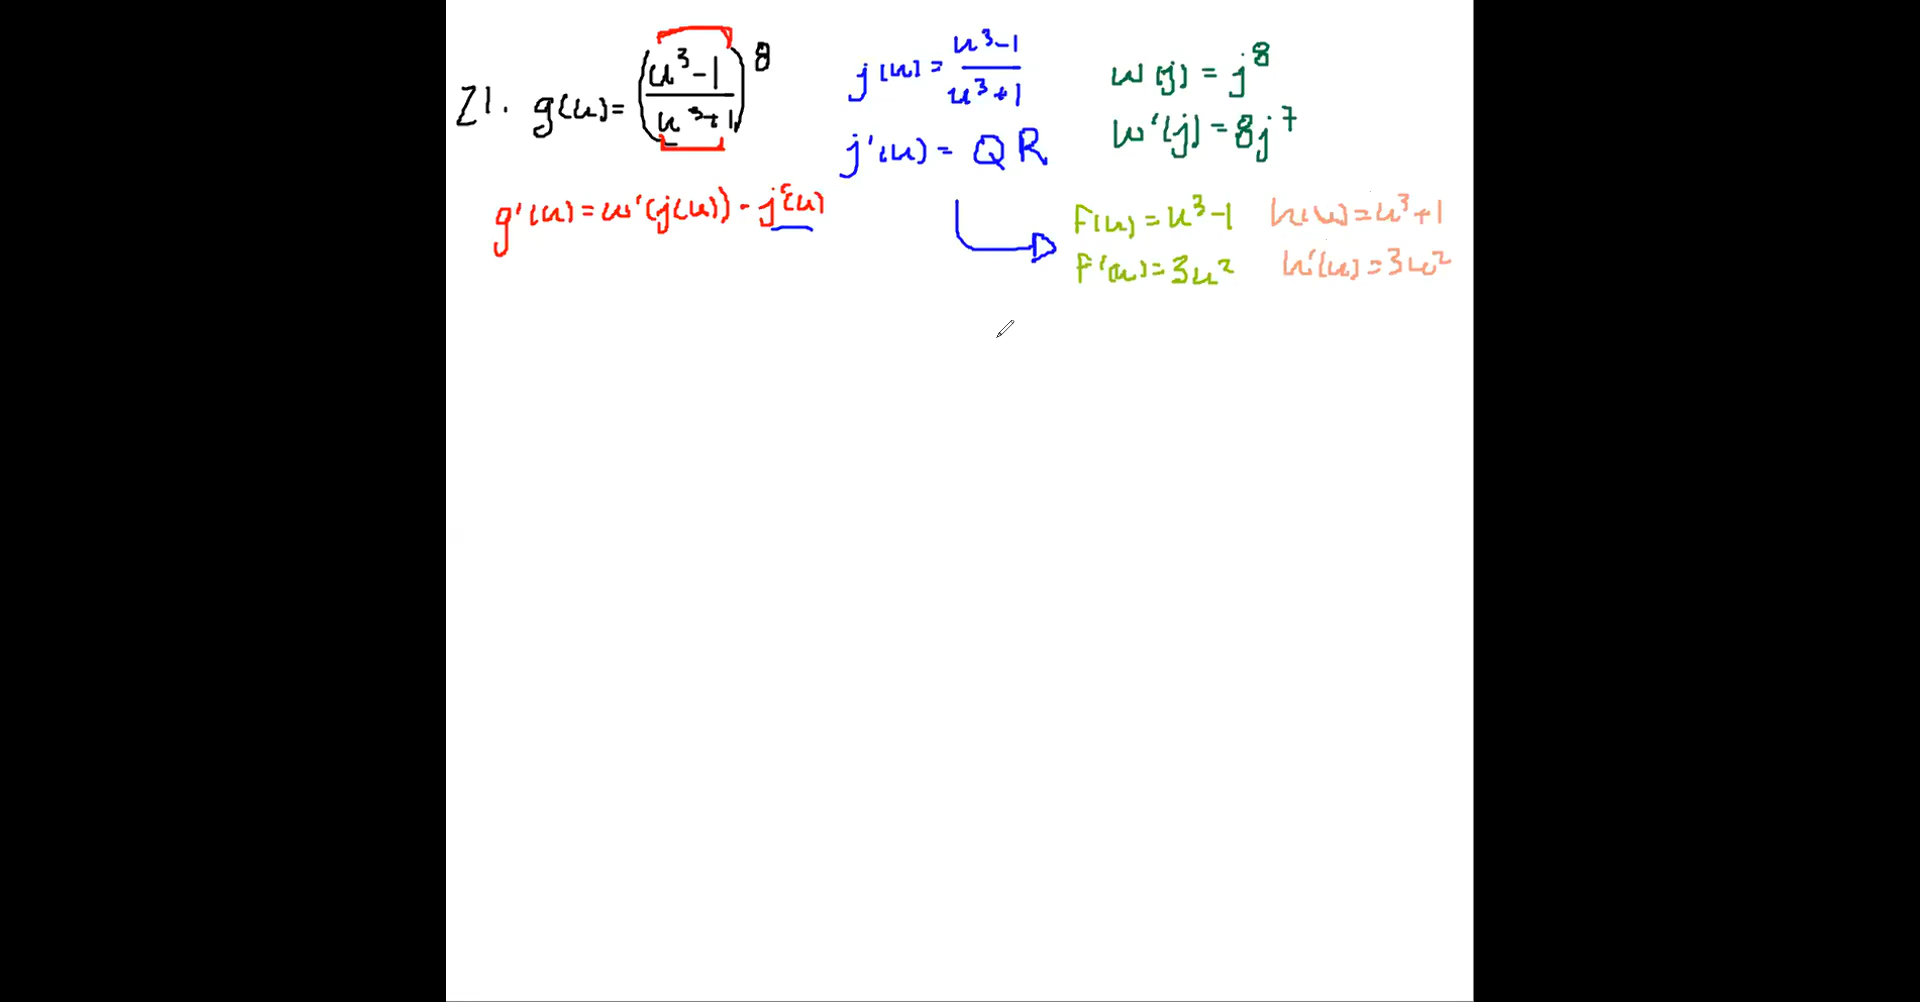 21. g(u) = ((u³-1)/(u³+1))⁸
j(u) = (u³-1)/(u³+1)
j'(u) = QR
w(j) = j⁸
w'(j) = 8j⁷
g'(u) = w'(j(u)) · j'(u)
f(u) = u³-1
f'(u) = 3u²
h(u) = u³+1
h'(u) = 3u²